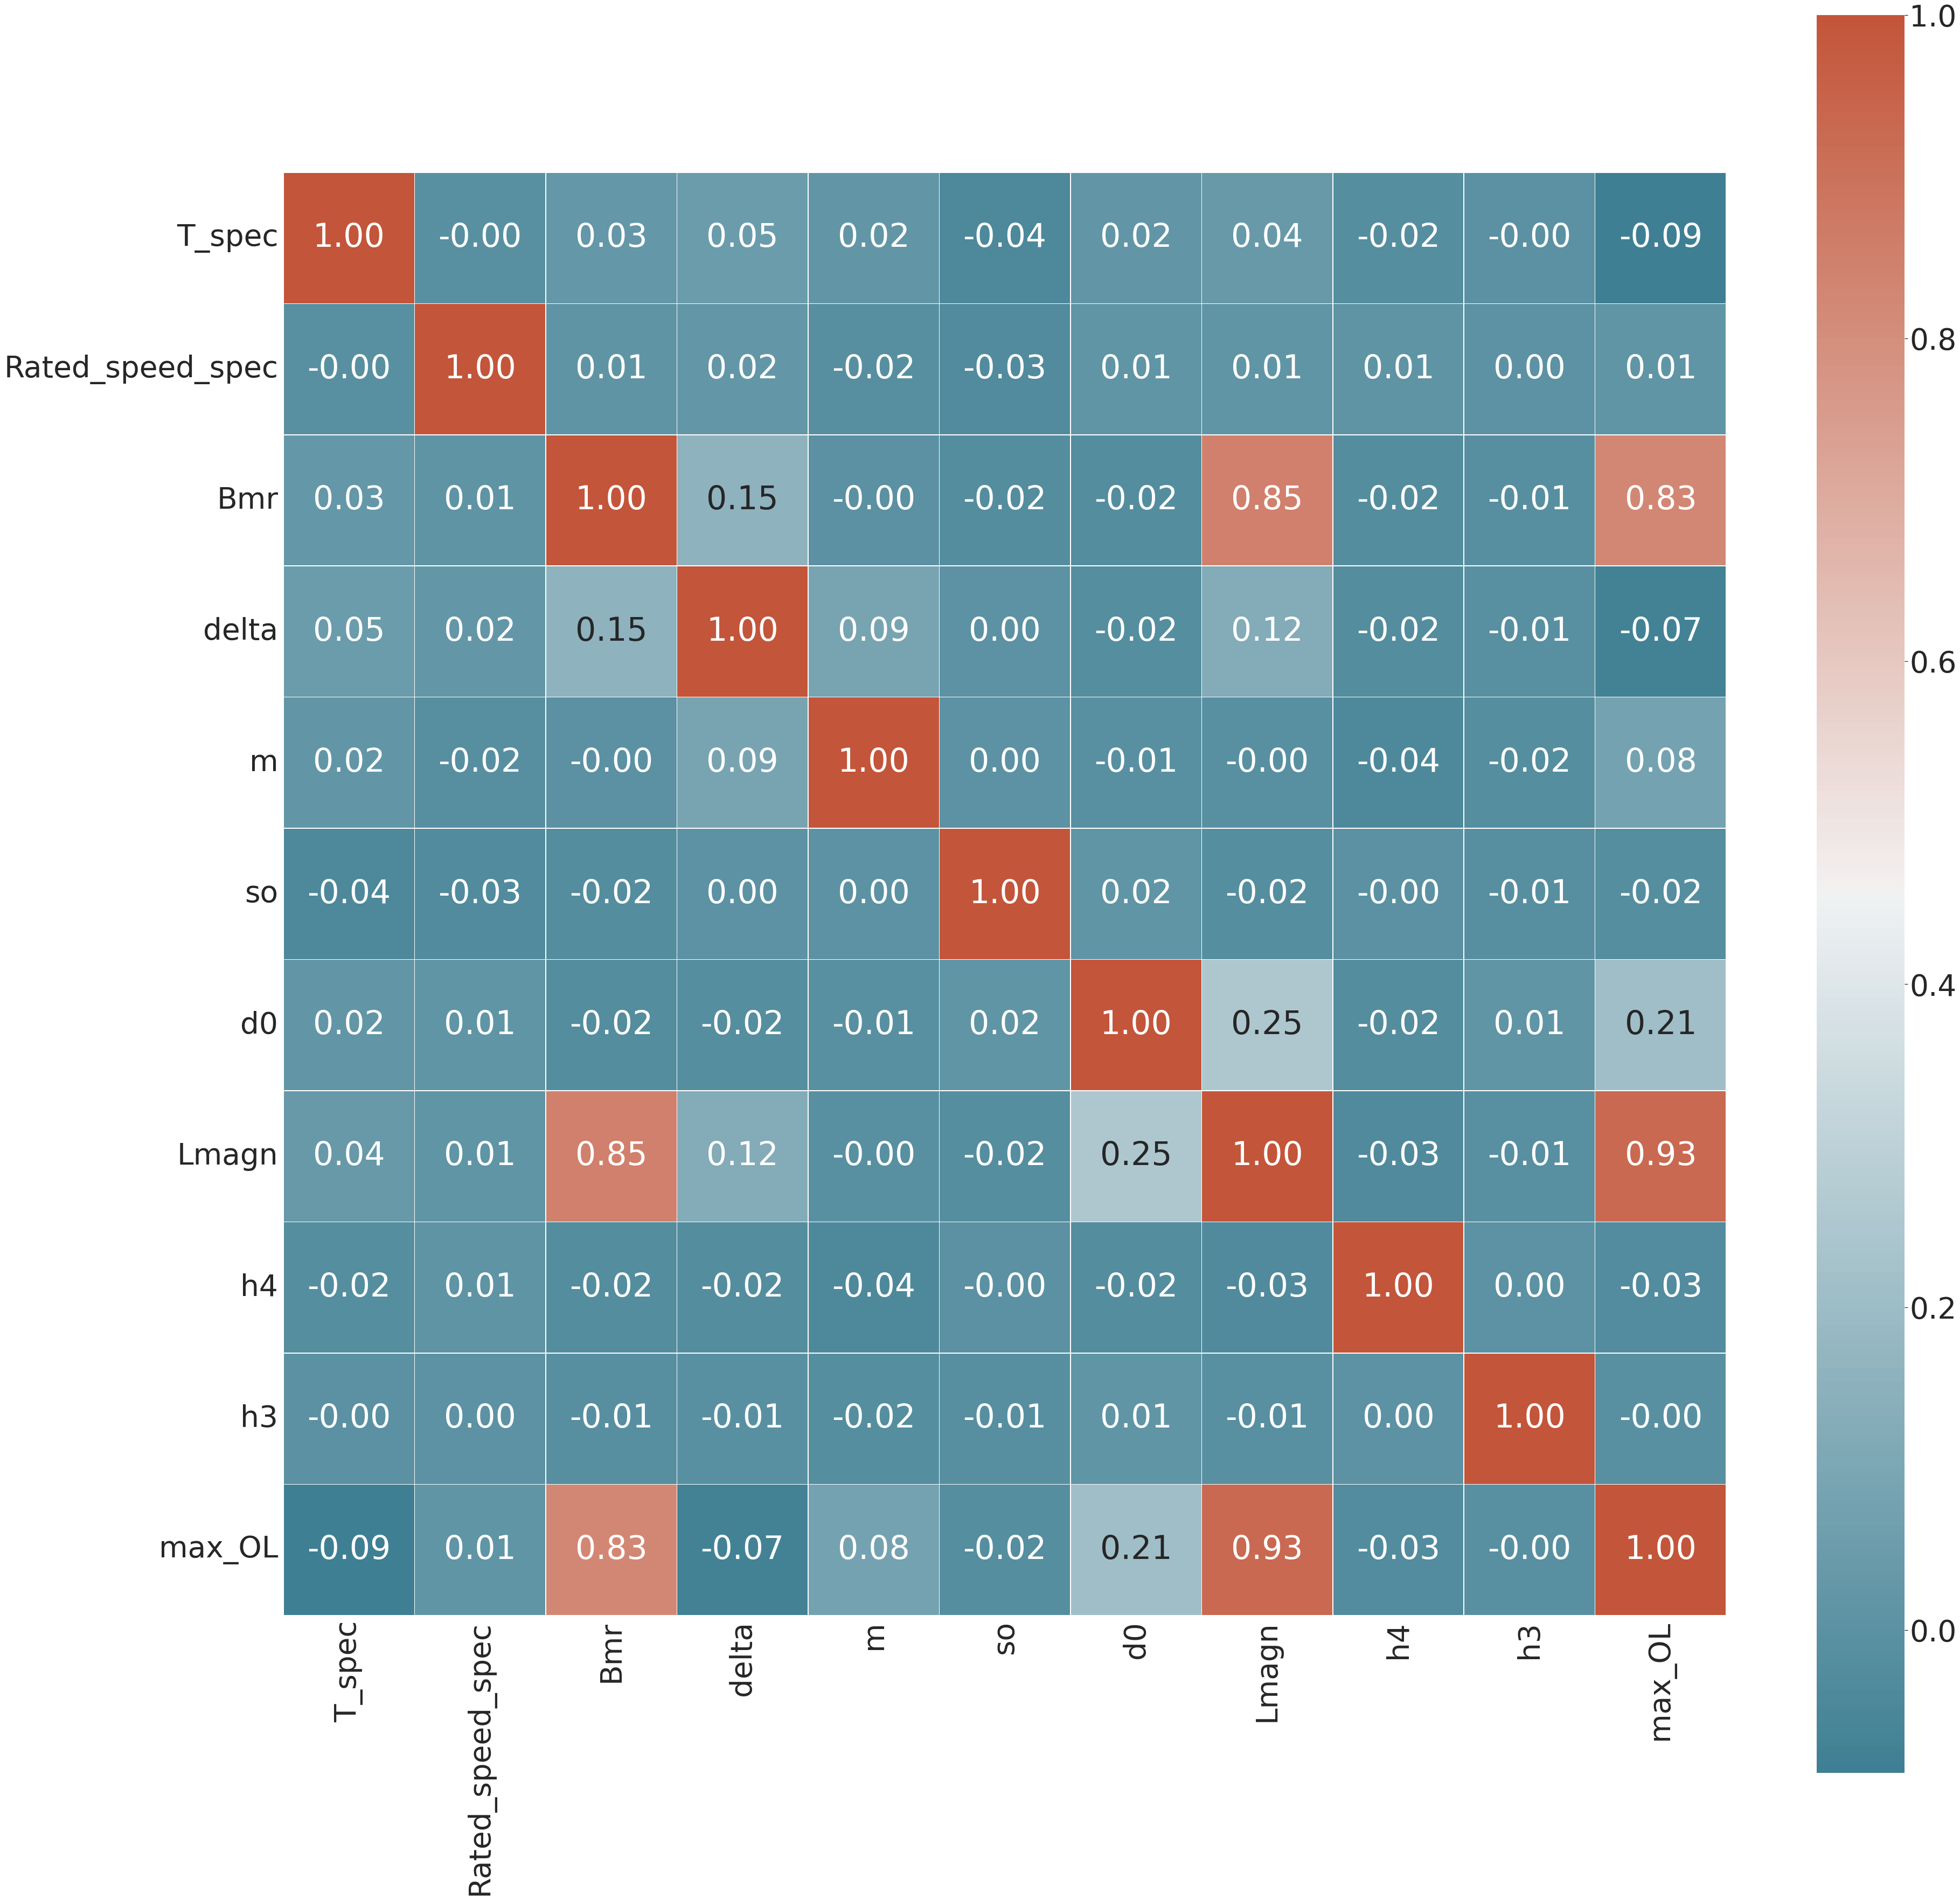 1.0
T_spec 1.00 -0.00 0.03 0.05 0.02 -0.04 0.02 0.04 -0.02 -0.00 -0.09
0.8
Rated_speed_spec -0.00 1.00 0.01 0.02 -0.02 -0.03 0.01 0.01 0.01 0.00 0.01
Bmr 0.03 0.01 1.00 0.15 -0.00 -0.02 -0.02 0.85 -0.02 -0.01 0.83
delta 0.05 0.02 0.15 1.00 0.09 0.00 -0.02 0.12 -0.02 -0.01 -0.07
0.6
m 0.02 -0.02 -0.00 0.09 1.00 0.00 -0.01 -0.00 -0.04 -0.02 0.08
so -0.04 -0.03 -0.02 0.00 0.00 1.00 0.02 -0.02 -0.00 -0.01 -0.02
0.4
d0 0.02 0.01 -0.02 -0.02 -0.01 0.02 1.00 0.25 -0.02 0.01 0.21
Lmagn 0.04 0.01 0.85 0.12 -0.00 -0.02 0.25 1.00 -0.03 -0.01 0.93
h4 -0.02 0.01 -0.02 -0.02 -0.04 -0.00 -0.02 -0.03 1.00 0.00 -0.03
0.2
h3 -0.00 0.00 -0.01 -0.01 -0.02 -0.01 0.01 -0.01 0.00 1.00 -0.00
max_OL -0.09 0.01 0.83 -0.07 0.08 -0.02 0.21 0.93 -0.03 -0.00 1.00
0.0
T_spec
Rated_speed_spec
Bmr
delta
m
so
d0
Lmagn
h4
h3
max_OL